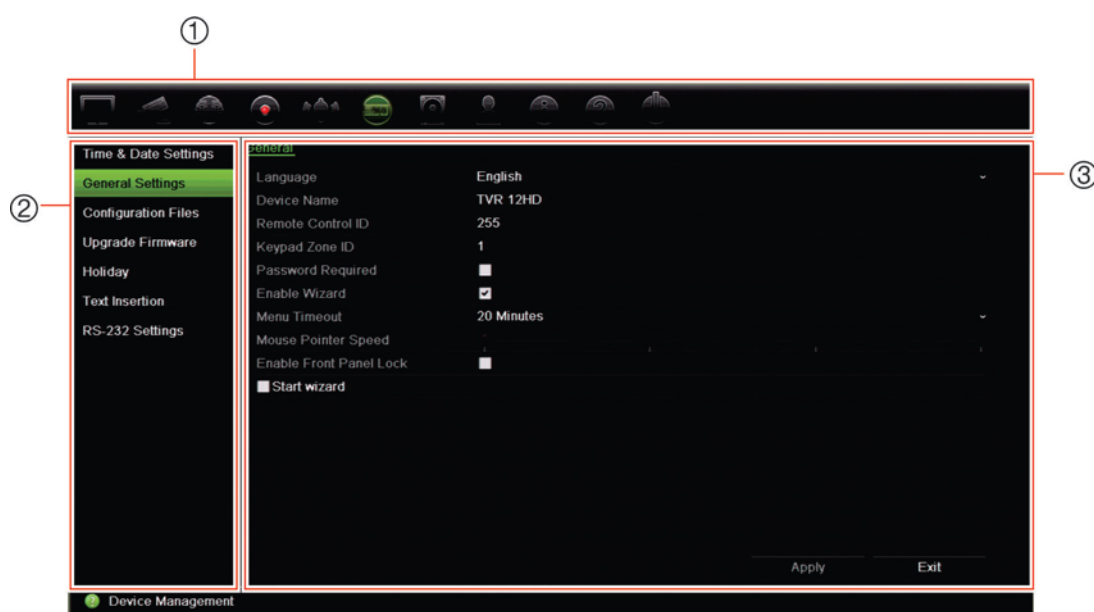 ①
Time & Date Settings
General Settings
Configuration Files
Upgrade Firmware
Holiday
Text Insertion
RS-232 Settings
②
General
Language English
Device Name TVR 12HD
Remote Control ID 255
Keypad Zone ID 1
Password Required
Enable Wizard
Menu Timeout 20 Minutes
Mouse Pointer Speed
Enable Front Panel Lock
Start wizard
Apply Exit
③
Device Management